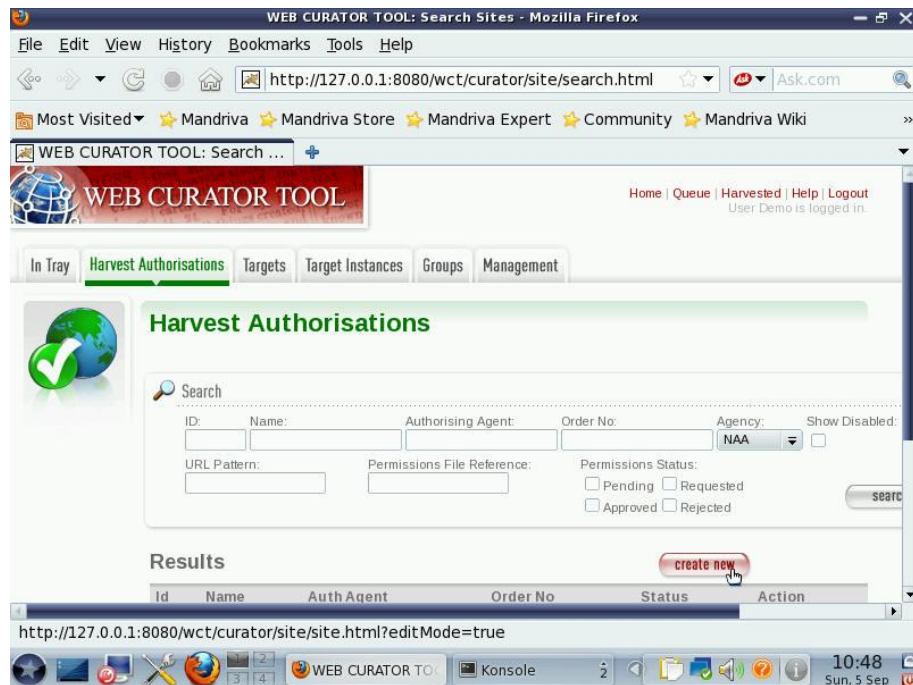 WEB CURATOR TOOL: Search Sites - Mozilla Firefox
File Edit View History Bookmarks Tools Help
http://127.0.0.1:8080/wct/curator/site/search.html
Ask.com
Most Visited Mandriva Mandriva Store Mandriva Expert Community Mandriva Wiki »
WEB CURATOR TOOL: Search ...
WEB CURATOR TOOL
Home | Queue | Harvested | Help | Logout
User Demo is logged in.
In Tray Harvest Authorisations Targets Target Instances Groups Management
Harvest Authorisations
Search
ID: Name: Authorising Agent: Order No: Agency: Show Disabled:
NAA
URL Pattern: Permissions File Reference: Permissions Status:
Pending Requested
Approved Rejected
searc
Results
create new
Id Name Auth Agent Order No Status Action
http://127.0.0.1:8080/wct/curator/site/site.html?editMode=true
1 2
3 4
WEB CURATOR TO
Konsole
2
10:48
Sun, 5 Sep